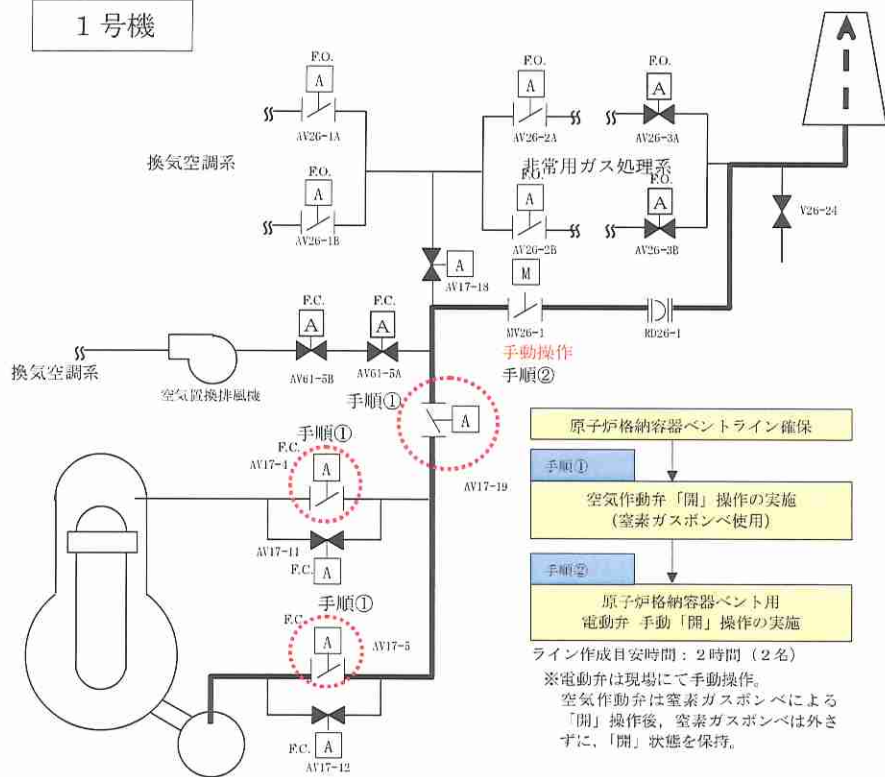 1号機
F.O.
A
AV26-1A
F.O.
A
AV26-2A
F.O.
A
AV26-3A
換気空調系
非常用ガス処理系
F.O.
A
AV26-1B
F.O.
A
AV26-2B
F.O.
A
AV26-3B
V26-24
A
AV17-18
M
MV26-1
RD26-1
手動操作
手順②
F.C.
A
AV61-5B
F.C.
A
AV61-5A
換気空調系
空気置換排風機
手順①
A
AV17-19
手順①
F.C.
A
AV17-4
AV17-11
F.C.
A
手順①
F.C.
A
AV17-5
F.C.
A
AV17-12
原子炉格納容器ベントライン確保
手順①
空気作動弁「開」操作の実施
(窒素ガスボンベ使用)
手順②
原子炉格納容器ベント用
電動弁 手動「開」操作の実施
ライン作成目安時間：2時間（2名）
※電動弁は現場にて手動操作。
空気作動弁は窒素ガスボンベによる
「開」操作後，窒素ガスボンベは外さ
ずに、「開」状態を保持。